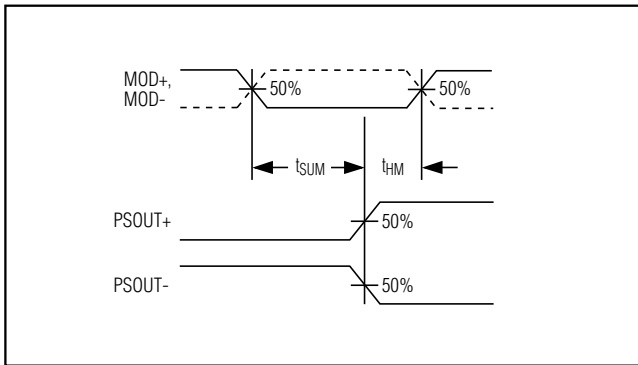 MOD+,
MOD-
50%
50%
tSUM
tHM
PSOUT+
50%
PSOUT-
50%